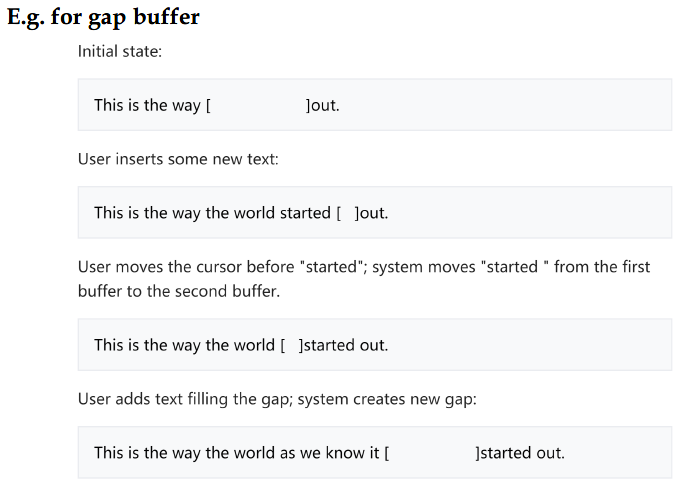 E.g. for gap buffer
Initial state:
This is the way [                    ]out.
User inserts some new text:
This is the way the world started [   ]out.
User moves the cursor before "started"; system moves "started " from the first
buffer to the second buffer.
This is the way the world [   ]started out.
User adds text filling the gap; system creates new gap:
This is the way the world as we know it [                    ]started out.